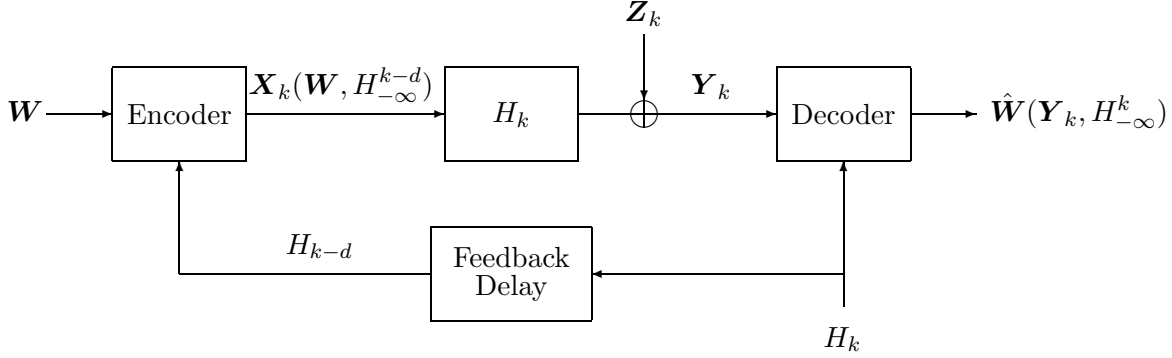 Z_k
W
Encoder
X_k(W, H_{-∞}^{k-d})
H_k
Y_k
Decoder
Ŵ(Y_k, H_{-∞}^k)
H_{k-d}
Feedback
Delay
H_k